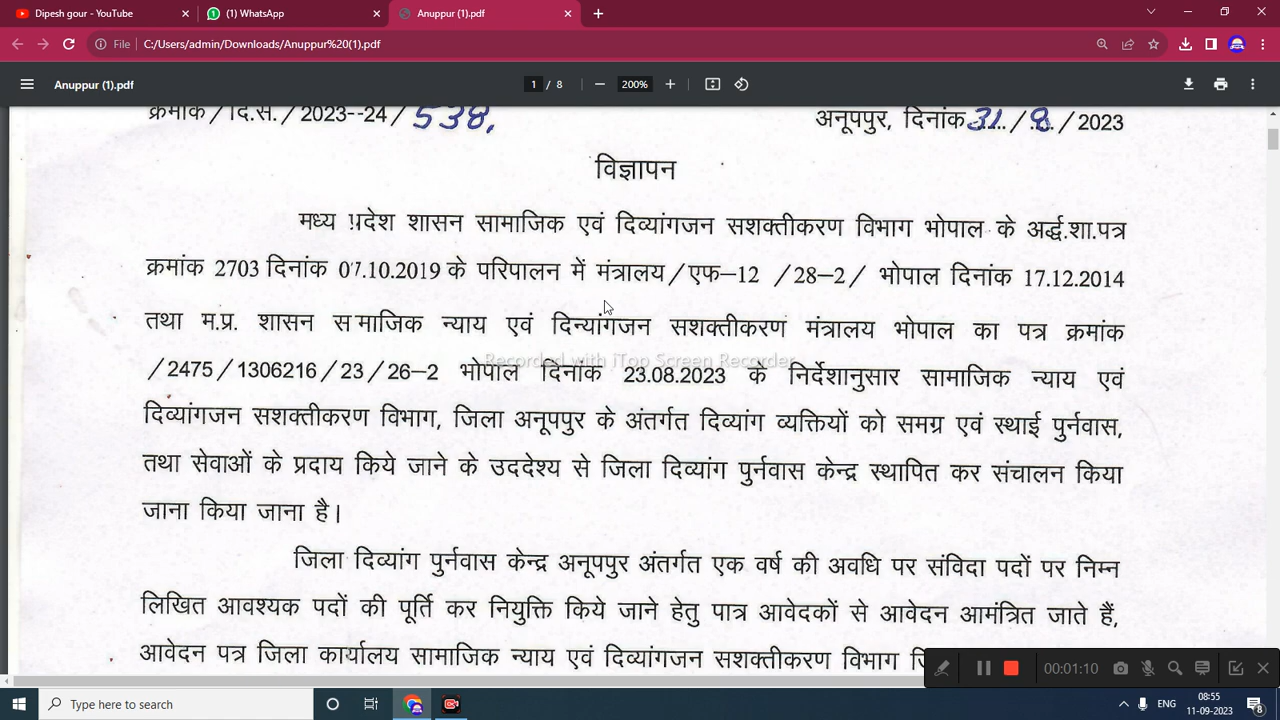 Dipesh gour - YouTube
(1) WhatsApp
Anuppur (1).pdf
File C:/Users/admin/Downloads/Anuppur%20(1).pdf
Anuppur (1).pdf 1 / 8 200%
क्रमांक / दि.स. / 2023--24 / 538. अनूपपुर, दिनांक 31 / 8 / 2023
विज्ञापन
मध्य प्रदेश शासन सामाजिक एवं दिव्यांगजन सशक्तीकरण विभाग भोपाल के अर्द्ध.शा.पत्र
क्रमांक 2703 दिनांक 07.10.2019 के परिपालन में मंत्रालय / एफ–12 / 28–2 / भोपाल दिनांक 17.12.2014
तथा म.प्र. शासन सामाजिक न्याय एवं दिन्यांगजन सशक्तीकरण मंत्रालय भोपाल का पत्र क्रमांक
Recorded with iTop Screen Recorder
/ 2475 / 1306216 / 23 / 26–2 भोपाल दिनांक 23.08.2023 के निर्देशानुसार सामाजिक न्याय एवं
दिव्यांगजन सशक्तीकरण विभाग, जिला अनूपपुर के अंतर्गत दिव्यांग व्यक्तियों को समग्र एवं स्थाई पुर्नवास,
तथा सेवाओं के प्रदाय किये जाने के उददेश्य से जिला दिव्यांग पुर्नवास केन्द्र स्थापित कर संचालन किया
जाना किया जाना है।
जिला दिव्यांग पुर्नवास केन्द्र अनूपपुर अंतर्गत एक वर्ष की अवधि पर संविदा पदों पर निम्न
लिखित आवश्यक पदों की पूर्ति कर नियुक्ति किये जाने हेतु पात्र आवेदकों से आवेदन आमंत्रित जाते हैं,
आवेदन पत्र जिला कार्यालय सामाजिक न्याय एवं दिव्यांगजन सशक्तीकरण विभाग
00:01:10
Type here to search
ENG
08:55
11-09-2023
8